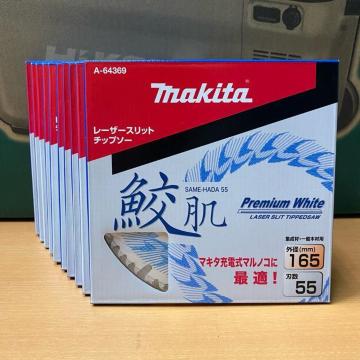 HiKOKI
A-64369
makita
レーザースリット
チップソー
鮫肌
SAME-HADA 55
Premium White
LASER SLIT TIPPEDSAW
集成材・一般木材用
マキタ充電式マルノコに
最適！
外径(mm)
165
刃数
55